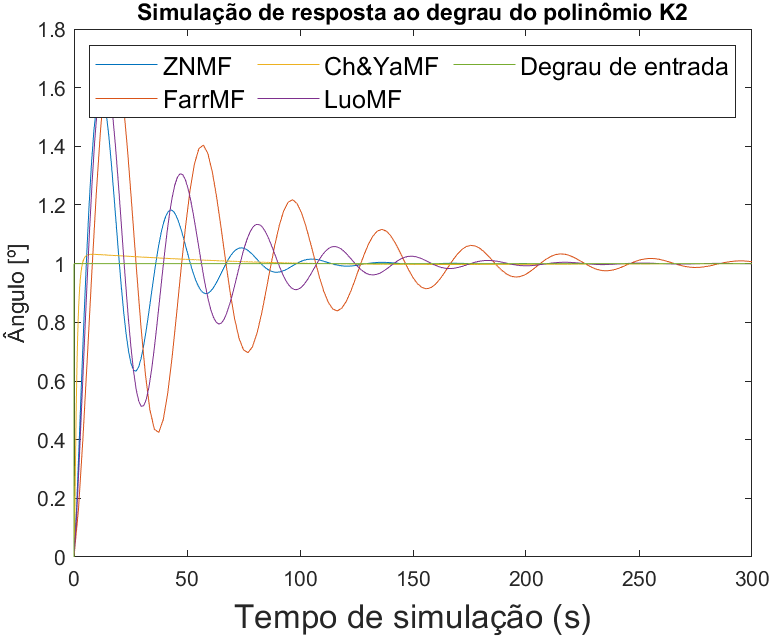 Simulação de resposta ao degrau do polinômio K2
1.8
1.6
1.4
1.2
1
0.8
0.6
0.4
0.2
0
Ângulo [º]
ZNMF Ch&YaMF Degrau de entrada
FarrMF LuoMF
0 50 100 150 200 250 300
Tempo de simulação (s)